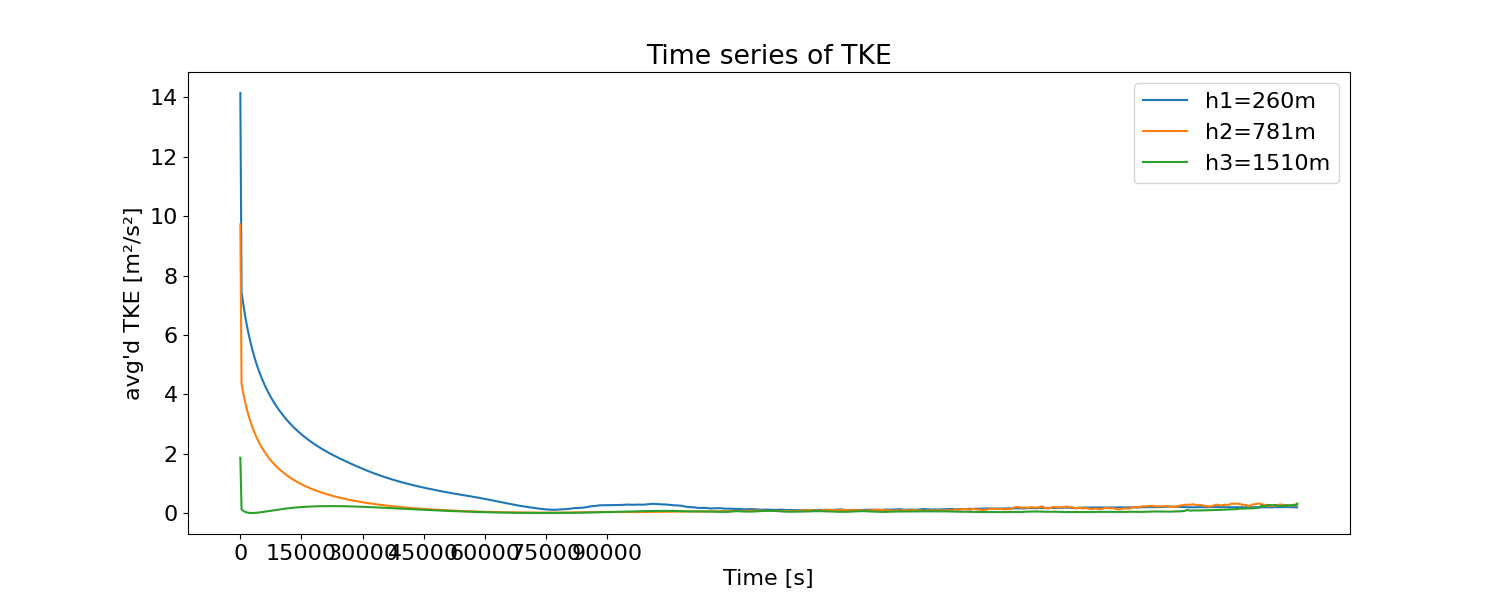 Time series of TKE
avg'd TKE [m²/s²]
14
12
10
8
6
4
2
0
h1=260m
h2=781m
h3=1510m
0 15000 30000 45000 60000 75000 90000
Time [s]